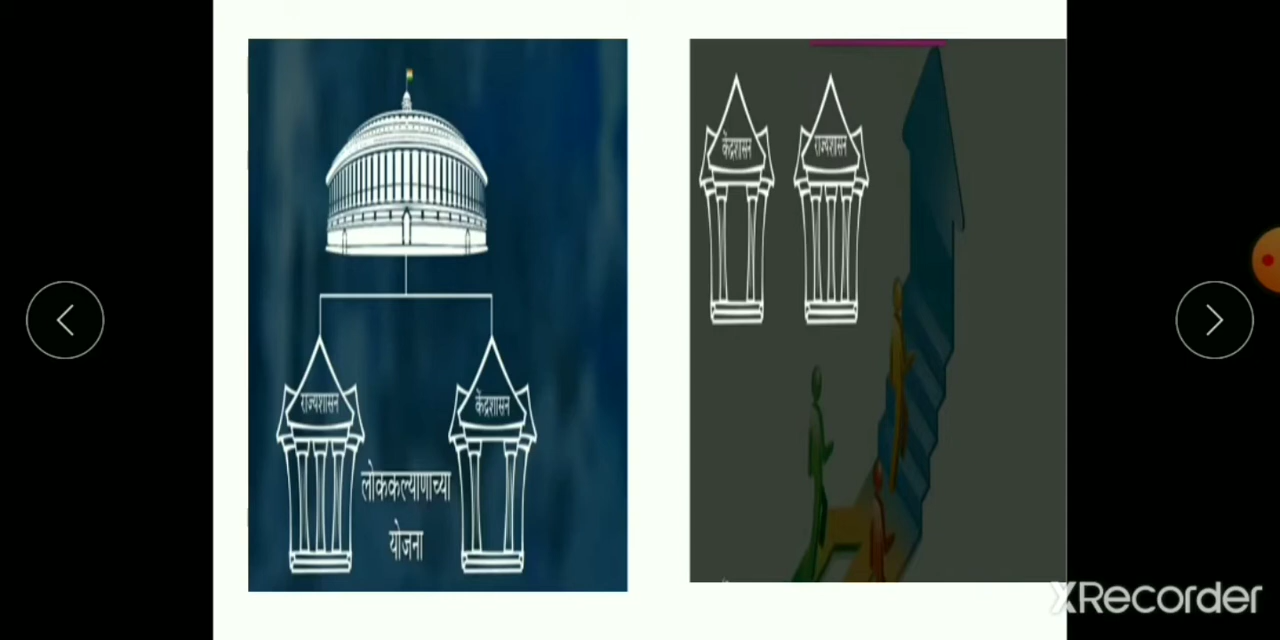 राज्यशासन
केंद्रशासन
लोककल्याणाच्या
योजना
केंद्रशासन
राज्यशासन
XRecorder